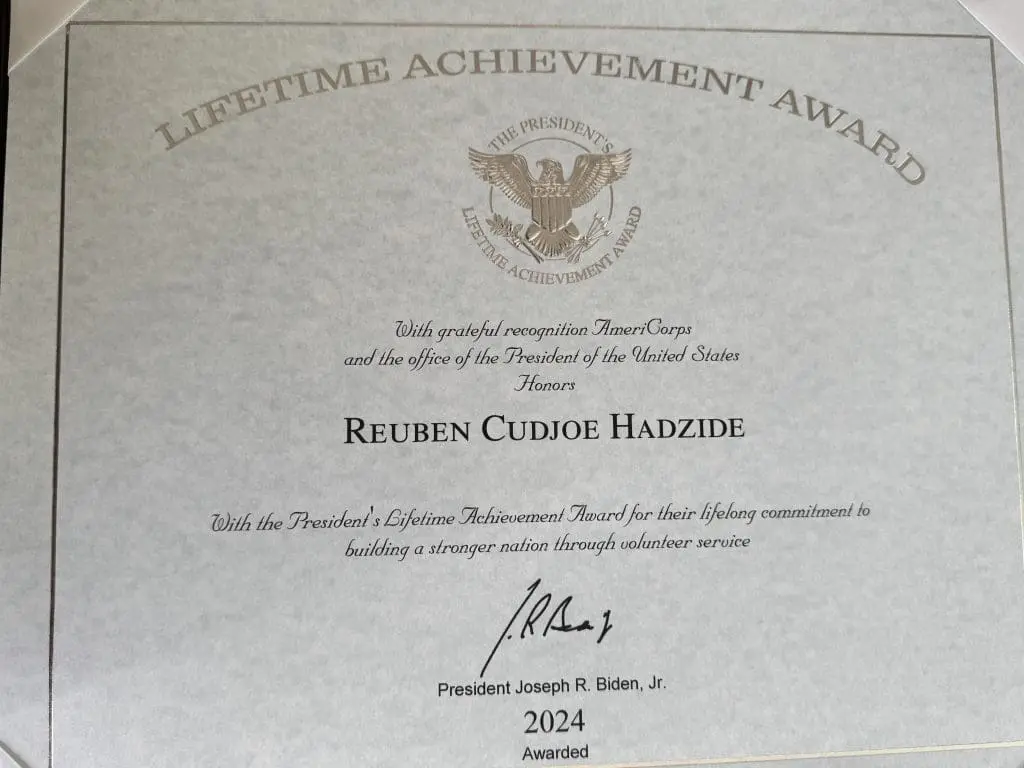 LIFETIME ACHIEVEMENT AWARD
THE PRESIDENT'S
LIFETIME ACHIEVEMENT AWARD
With grateful recognition AmeriCorps
and the office of the President of the United States
Honors
REUBEN CUDJOE HADZIDE
With the President's Lifetime Achievement Award for their lifelong commitment to
building a stronger nation through volunteer service
President Joseph R. Biden, Jr.
2024
Awarded